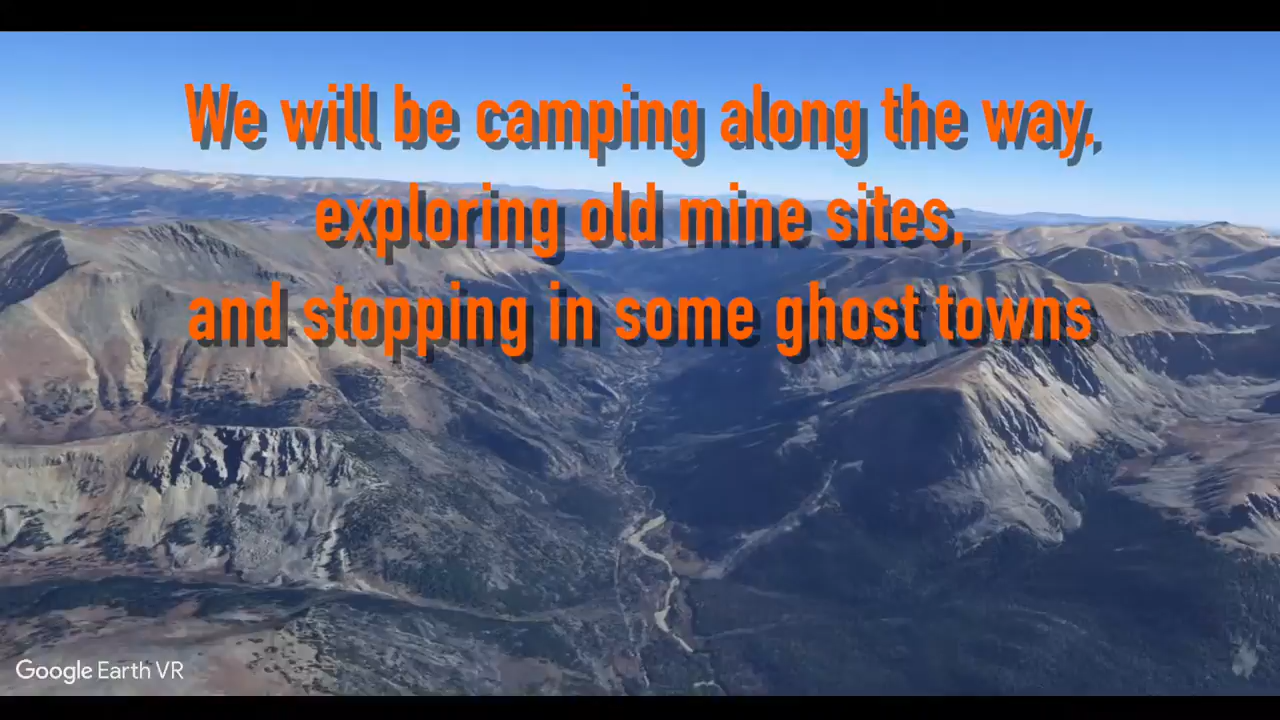 We will be camping along the way,
exploring old mine sites,
and stopping in some ghost towns
Google Earth VR